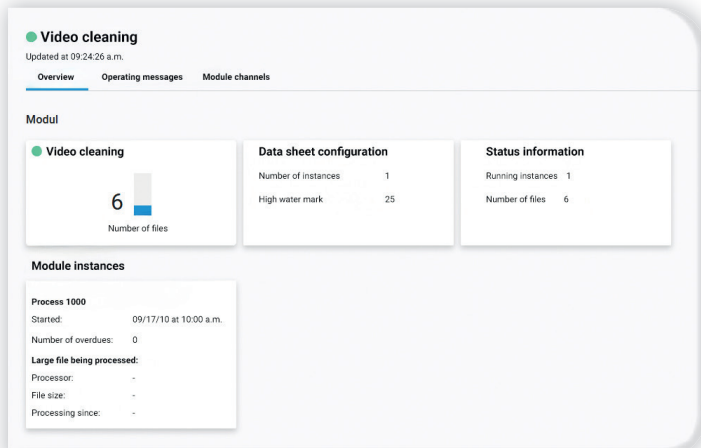 Video cleaning
Updated at 09:24:26 a.m.
Overview Operating messages Module channels
Modul
Video cleaning
6
Number of files
Data sheet configuration
Number of instances 1
High water mark 25
Status information
Running instances 1
Number of files 6
Module instances
Process 1000
Started: 09/17/10 at 10:00 a.m.
Number of overdues: 0
Large file being processed:
Processor: -
File size: -
Processing since: -